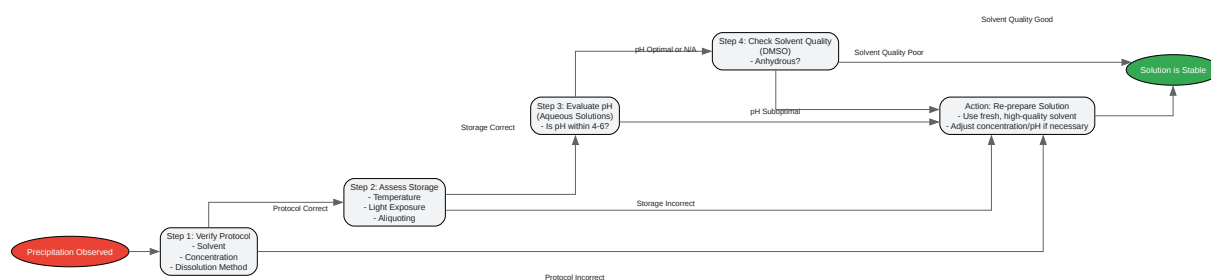 Solvent Quality Good
Step 4: Check Solvent Quality
(DMSO)
- Anhydrous?
pH Optimal or N/A
Solvent Quality Poor
Solution is Stable
Step 3: Evaluate pH
(Aqueous Solutions)
- Is pH within 4-6?
pH Suboptimal
Action: Re-prepare Solution
- Use fresh, high-quality solvent
- Adjust concentration/pH if necessary
Storage Correct
Step 2: Assess Storage
- Temperature
- Light Exposure
- Aliquoting
Storage Incorrect
Protocol Correct
Precipitation Observed
Step 1: Verify Protocol
- Solvent
- Concentration
- Dissolution Method
Protocol Incorrect